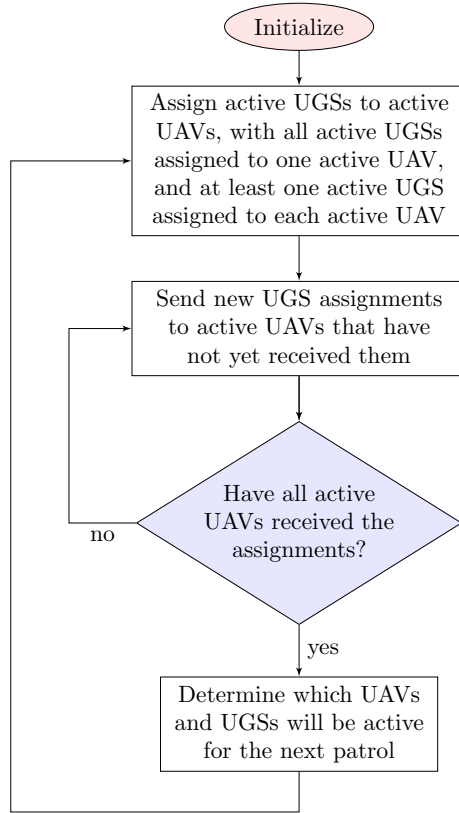 Initialize
Assign active UGSs to active
UAVs, with all active UGSs
assigned to one active UAV,
and at least one active UGS
assigned to each active UAV
Send new UGS assignments
to active UAVs that have
not yet received them
Have all active
UAVs received the
assignments?
no
yes
Determine which UAVs
and UGSs will be active
for the next patrol